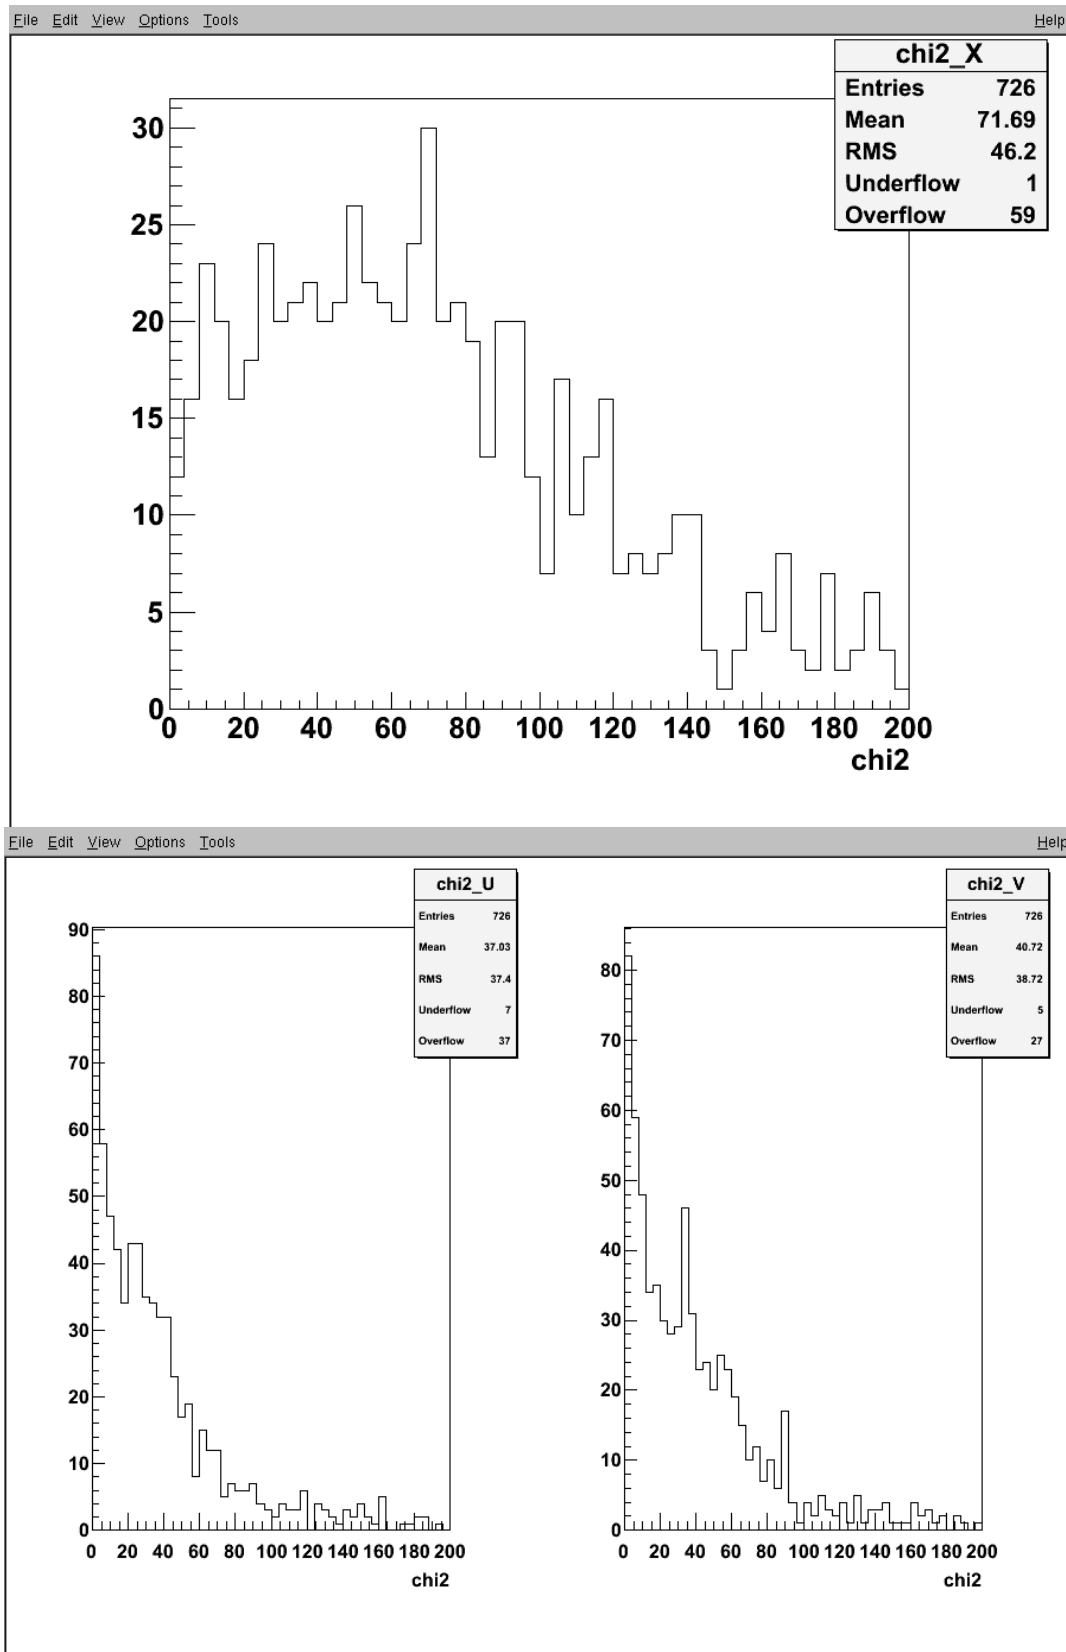 File Edit View Options Tools Help
chi2_X
Entries 726
Mean 71.69
RMS 46.2
Underflow 1
Overflow 59
30
25
20
15
10
5
0
0 20 40 60 80 100 120 140 160 180 200
chi2
File Edit View Options Tools Help
chi2_U
Entries 726
Mean 37.03
RMS 37.4
Underflow 7
Overflow 37
90
80
70
60
50
40
30
20
10
0
0 20 40 60 80 100 120 140 160 180 200
chi2
chi2_V
Entries 726
Mean 40.72
RMS 38.72
Underflow 5
Overflow 27
80
70
60
50
40
30
20
10
0
0 20 40 60 80 100 120 140 160 180 200
chi2